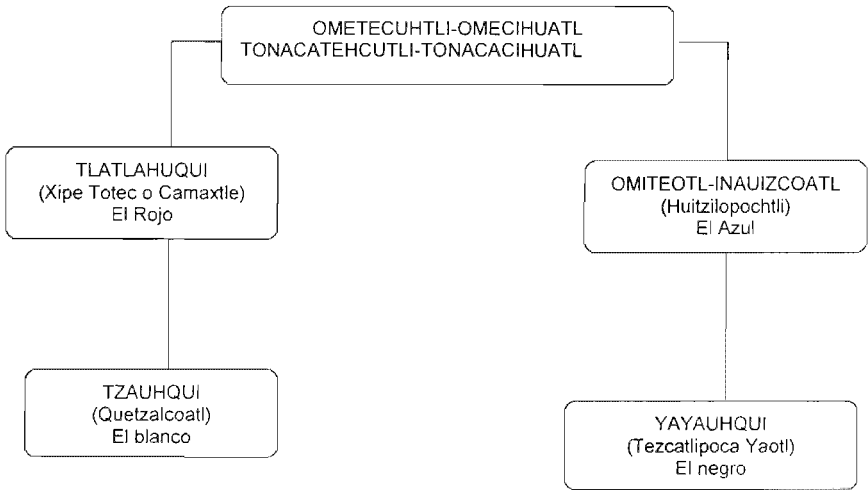 OMETECUHTLI-OMECIHUATL
TONACATEHCUTLI-TONACACIHUATL
TLATLAHUQUI
(Xipe Totec o Camaxtle)
El Rojo
OMITEOTL-INAUIZCOATL
(Huitzilopochtli)
El Azul
TZAUHQUI
(Quetzalcoatl)
El blanco
YAYAUHQUI
(Tezcatlipoca Yaotl)
El negro